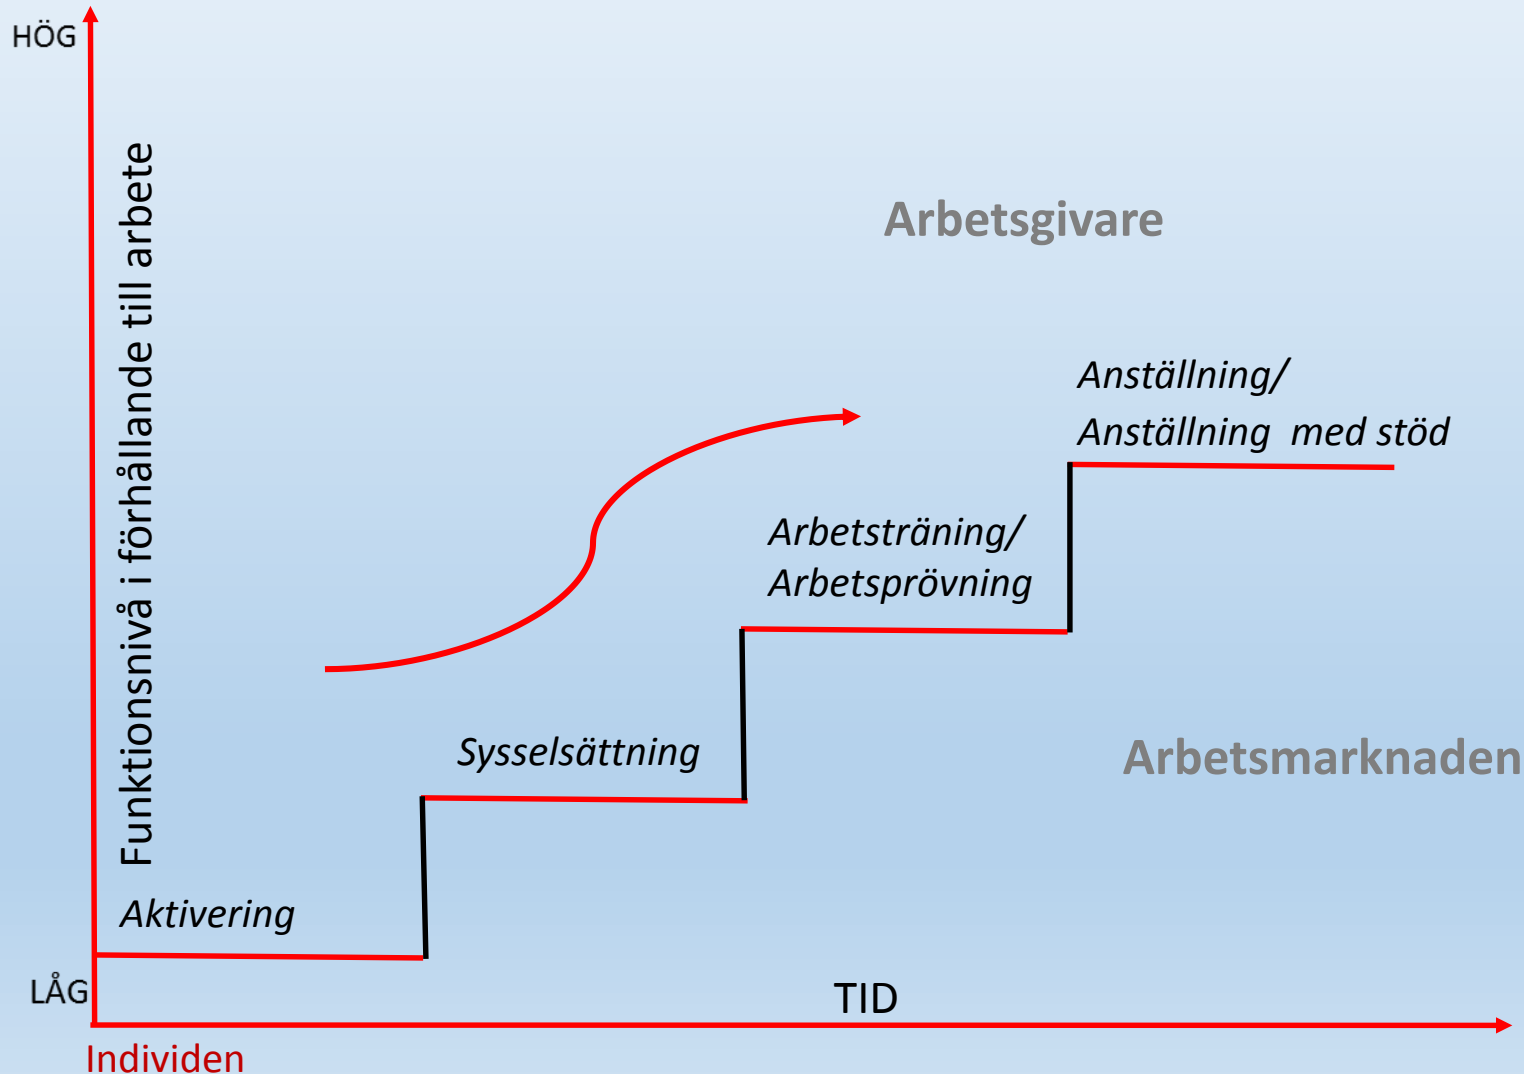 HÖG
Funktionsnivå i förhållande till arbete
Arbetsgivare
Anställning/
Anställning med stöd
Arbetsträning/
Arbetsprövning
Sysselsättning
Arbetsmarknaden
Aktivering
LÅG
TID
Individen